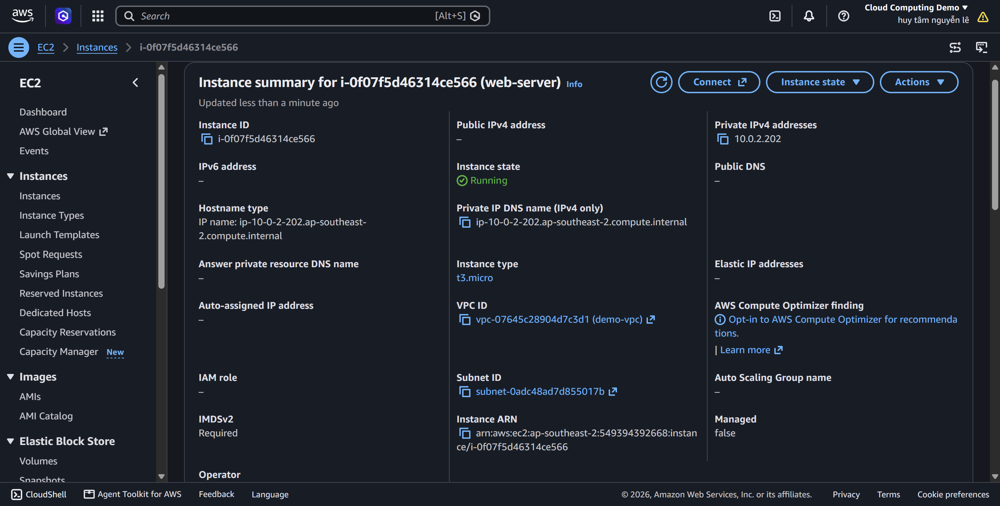 aws
Search
[Alt+S]
Cloud Computing Demo
huy tâm nguyễn lê
EC2
Instances
i-0f07f5d46314ce566
EC2
Dashboard
AWS Global View
Events
Instances
Instances
Instance Types
Launch Templates
Spot Requests
Savings Plans
Reserved Instances
Dedicated Hosts
Capacity Reservations
Capacity Manager New
Images
AMIs
AMI Catalog
Elastic Block Store
Volumes
Snapshots
Instance summary for i-0f07f5d46314ce566 (web-server) Info
Updated less than a minute ago
Connect
Instance state
Actions
Instance ID
i-0f07f5d46314ce566
Public IPv4 address
–
Private IPv4 addresses
10.0.2.202
IPv6 address
–
Instance state
Running
Public DNS
–
Hostname type
IP name: ip-10-0-2-202.ap-southeast-
2.compute.internal
Private IP DNS name (IPv4 only)
ip-10-0-2-202.ap-southeast-2.compute.internal
Answer private resource DNS name
–
Instance type
t3.micro
Elastic IP addresses
–
Auto-assigned IP address
–
VPC ID
vpc-07645c28904d7c3d1 (demo-vpc)
AWS Compute Optimizer finding
Opt-in to AWS Compute Optimizer for recommenda
tions.
| Learn more
IAM role
–
Subnet ID
subnet-0adc48ad7d855017b
Auto Scaling Group name
–
IMDSv2
Required
Instance ARN
arn:aws:ec2:ap-southeast-2:549394392668:instan
ce/i-0f07f5d46314ce566
Managed
false
Operator
CloudShell
Agent Toolkit for AWS
Feedback
Language
© 2026, Amazon Web Services, Inc. or its affiliates.
Privacy
Terms
Cookie preferences